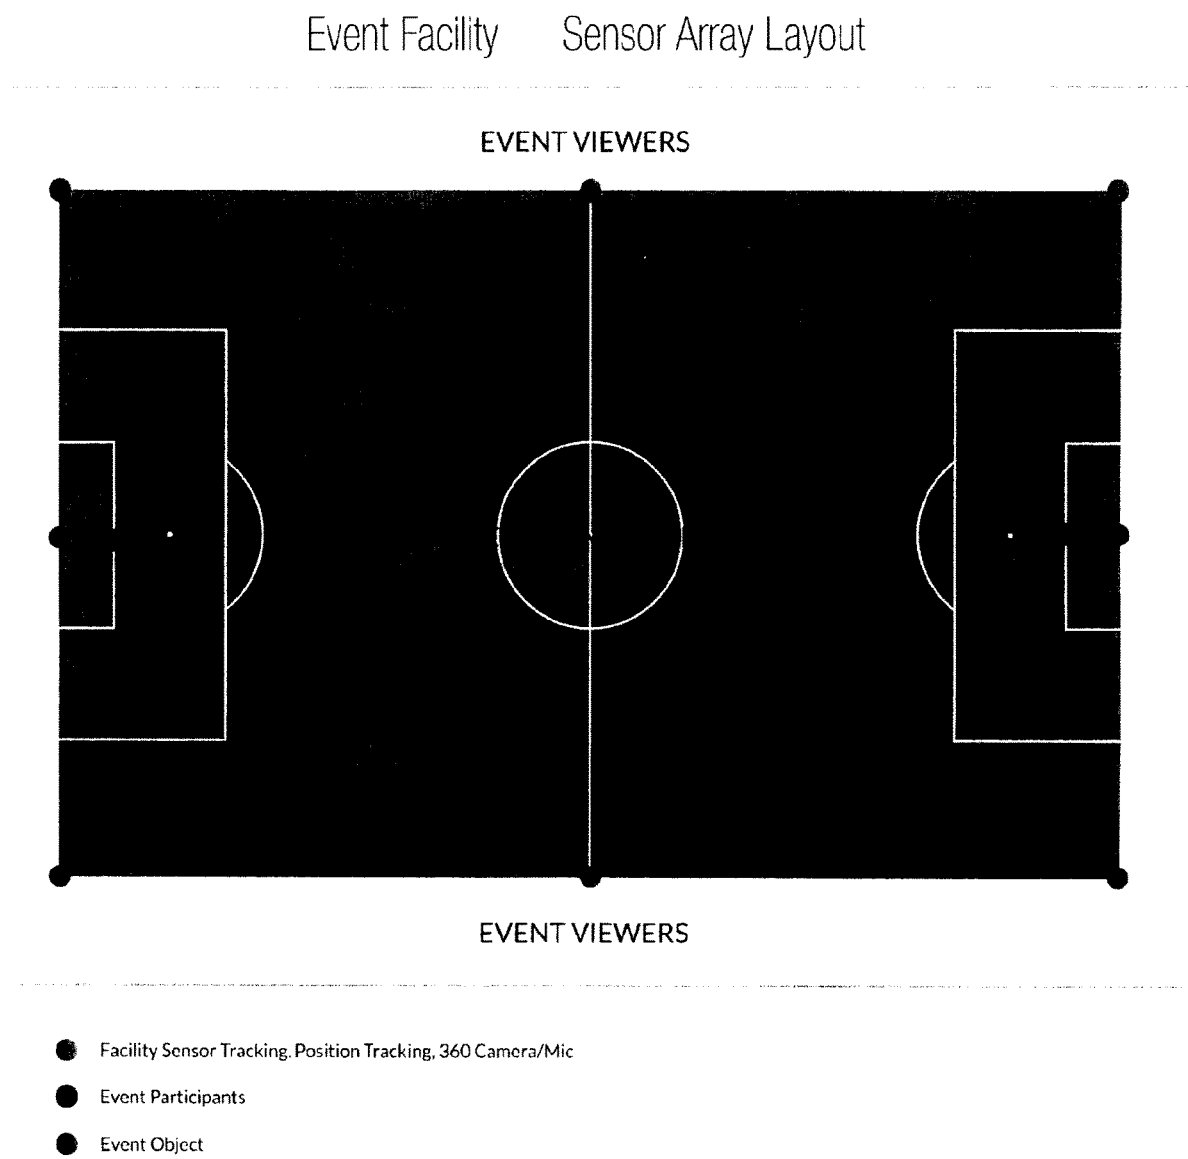 Event Facility Sensor Array Layout
EVENT VIEWERS
EVENT VIEWERS
Facility Sensor Tracking, Position Tracking, 360 Camera/Mic
Event Participants
Event Object